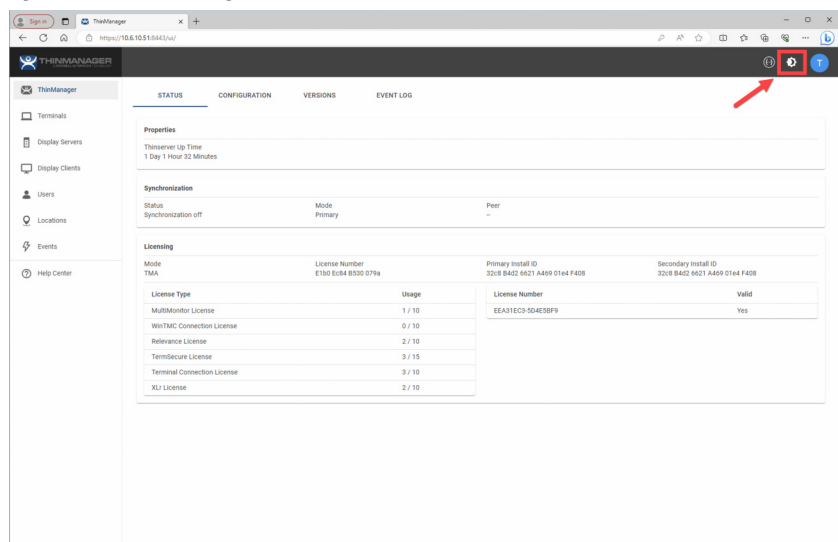 Sign in
ThinManager
https://10.6.10.51:8443/ui/
THINMANAGER
T
ThinManager
Terminals
Display Servers
Display Clients
Users
Locations
Events
Help Center
STATUS CONFIGURATION VERSIONS EVENT LOG
Properties
Thinserver Up Time
1 Day 1 Hour 32 Minutes
Synchronization
Status Mode Peer
Synchronization off Primary --
Licensing
Mode License Number Primary Install ID Secondary Install ID
TMA E1b0 Ec84 B530 079a 32c8 B4d2 6621 A469 01e4 F408 32c8 B4d2 6621 A469 01e4 F408
License Type Usage License Number Valid
MultiMonitor License 1 / 10 EEA31EC3-5D4E5BF9 Yes
WinTMC Connection License 0 / 10
Relevance License 2 / 10
TermSecure License 3 / 15
Terminal Connection License 3 / 10
XLr License 2 / 10